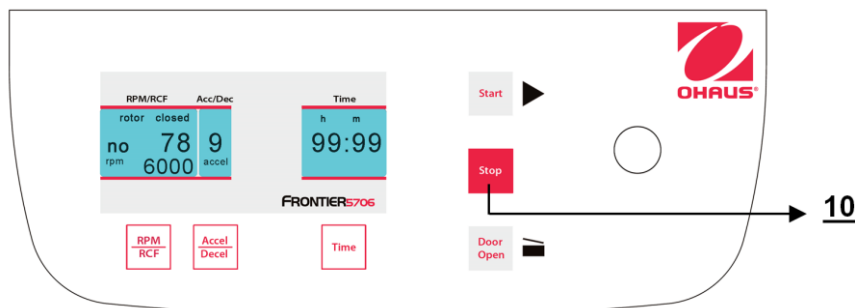 RPM/RCF Acc/Dec
rotor closed
no 78 9
rpm 6000 accel
Time
h m
99:99
FRONTIER5706
RPM
RCF
Accel
Decel
Time
Start
Stop
Door
Open
OHAUS®
10